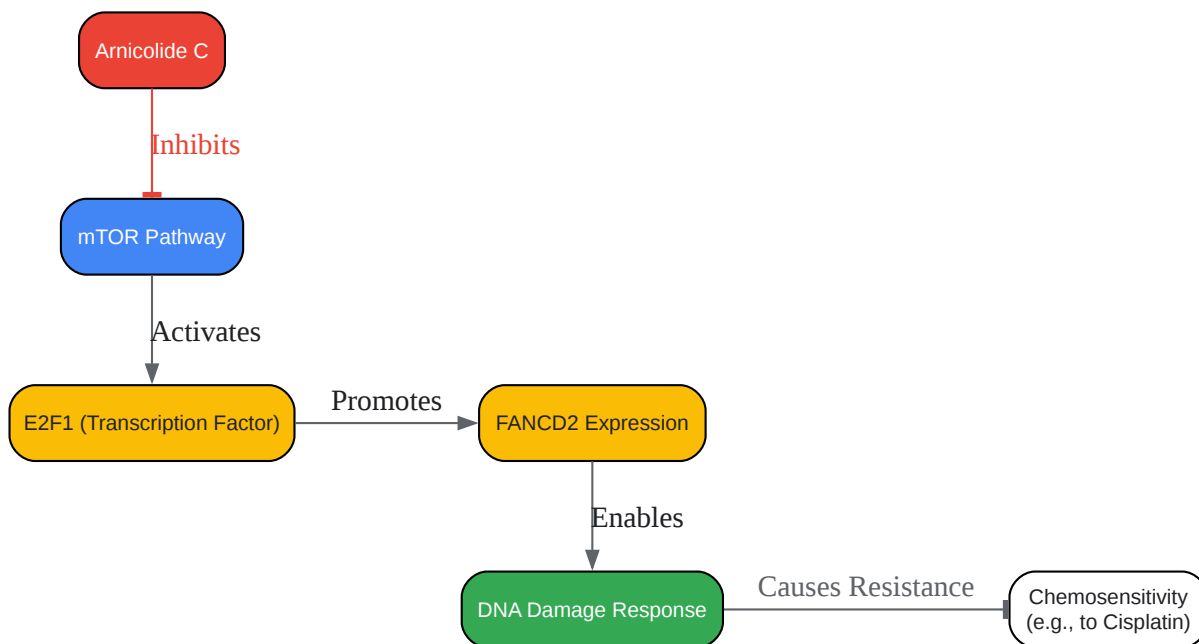 Arnicolide C
Inhibits
mTOR Pathway
Activates
E2F1 (Transcription Factor)
Promotes
FANCD2 Expression
Enables
DNA Damage Response
Causes Resistance
Chemosensitivity
(e.g., to Cisplatin)